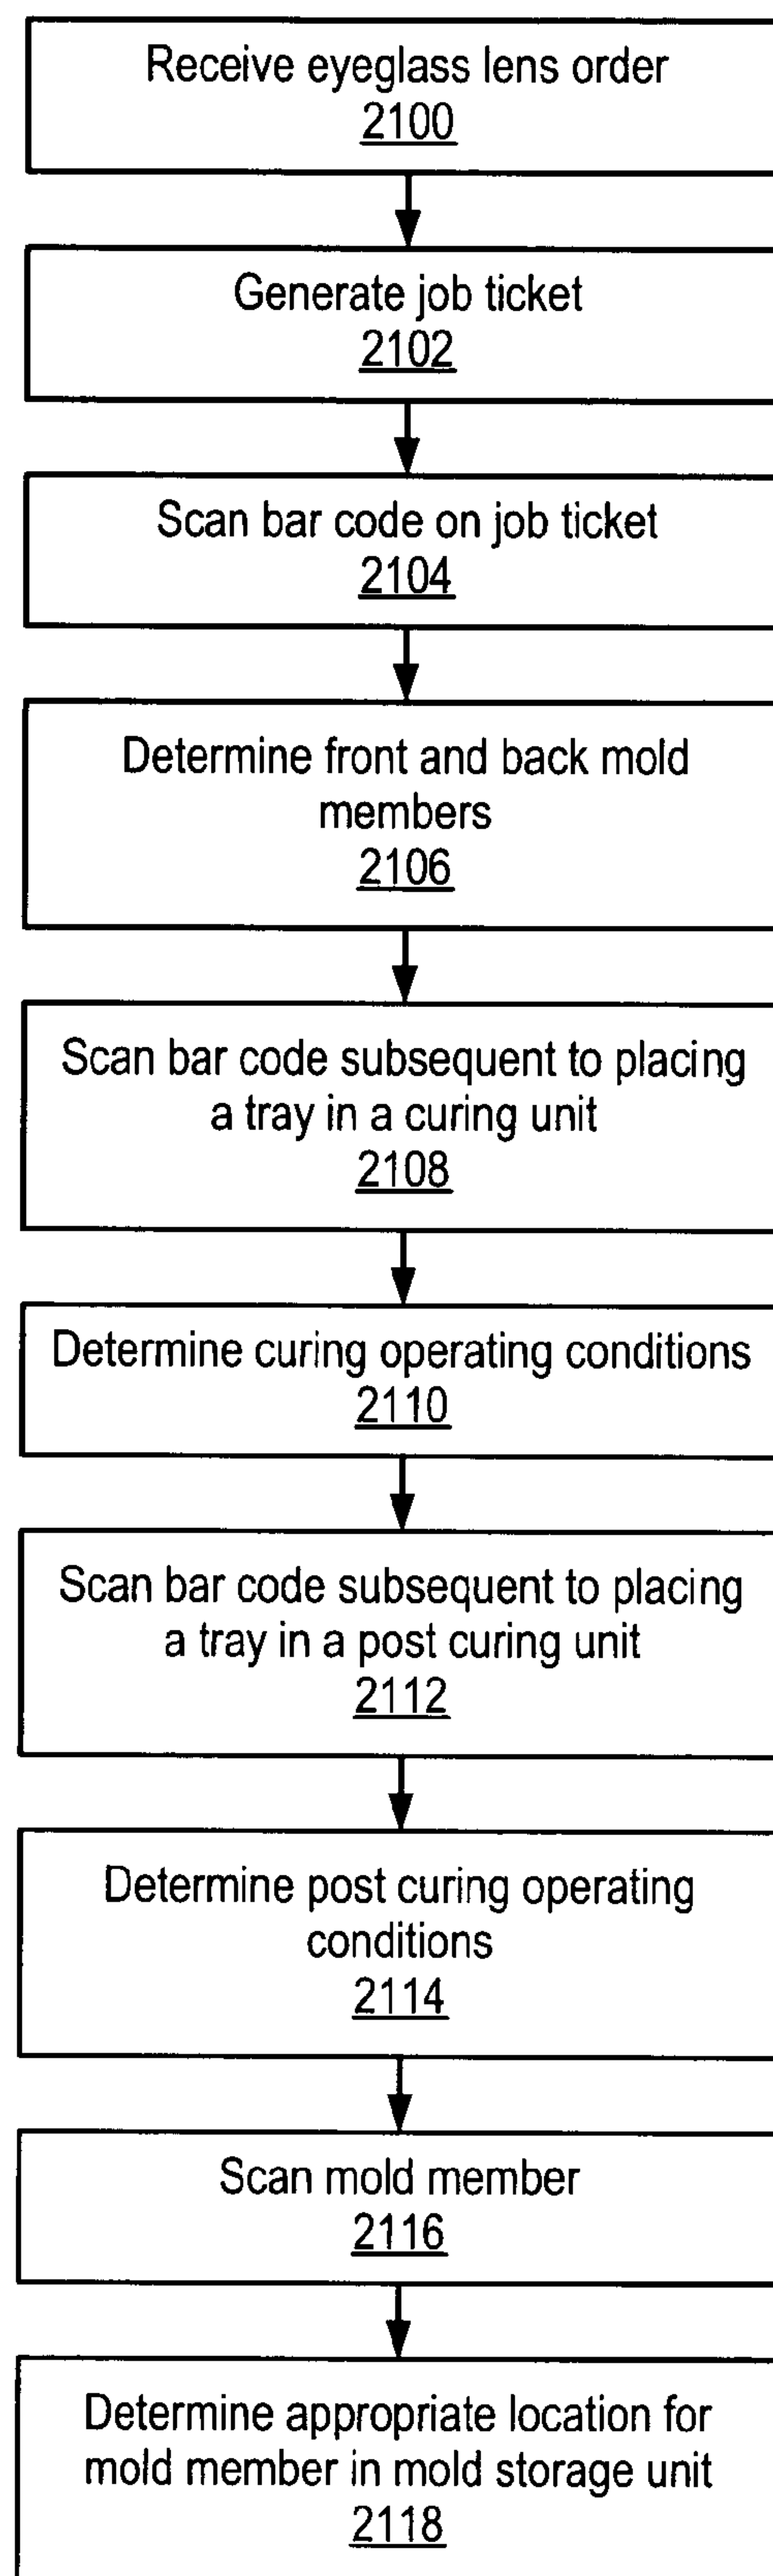 Receive eyeglass lens order
2100
Generate job ticket
2102
Scan bar code on job ticket
2104
Determine front and back mold
members
2106
Scan bar code subsequent to placing
a tray in a curing unit
2108
Determine curing operating conditions
2110
Scan bar code subsequent to placing
a tray in a post curing unit
2112
Determine post curing operating
conditions
2114
Scan mold member
2116
Determine appropriate location for
mold member in mold storage unit
2118